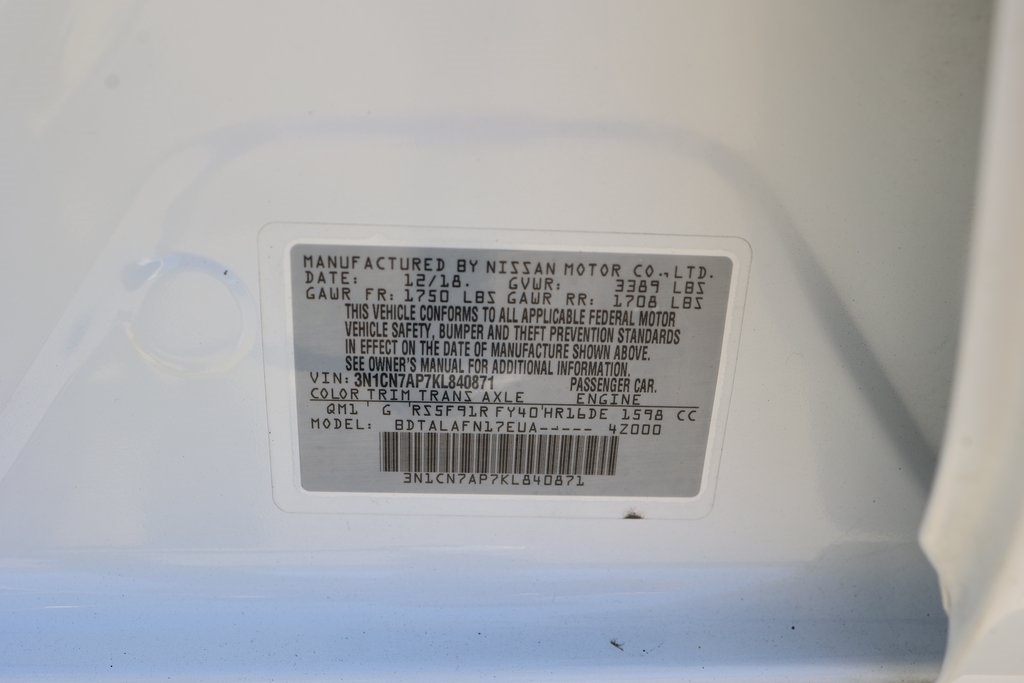 MANUFACTURED BY NISSAN MOTOR CO.,LTD.
DATE: 12/18. GVWR: 3389 LBS
GAWR FR: 1750 LBS GAWR RR: 1708 LBS
THIS VEHICLE CONFORMS TO ALL APPLICABLE FEDERAL MOTOR
VEHICLE SAFETY, BUMPER AND THEFT PREVENTION STANDARDS
IN EFFECT ON THE DATE OF MANUFACTURE SHOWN ABOVE.
SEE OWNER'S MANUAL FOR ADDITIONAL INFORMATION.
VIN: 3N1CN7AP7KL840871 PASSENGER CAR.
COLOR TRIM TRANS AXLE ENGINE
QM1 ' G 'RS5F91R FY40'HR16DE 1598 CC
MODEL: BDTALAFN17EUA----- 4Z000
3N1CN7AP7KL840871